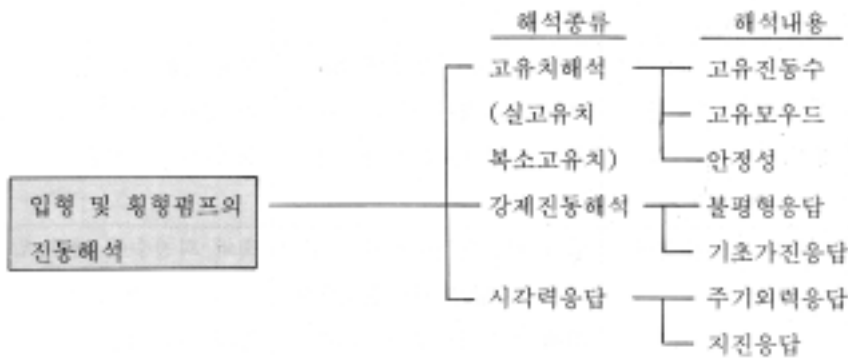 해석종류 해석내용
고유치해석 고유진동수
(실고유치 고유모우드
복소고유치) 안정성
입형 및 횡형펌프의 강제진동해석 불평형응답
진동해석 기초가진응답
시각력응답 주기외력응답
지진응답